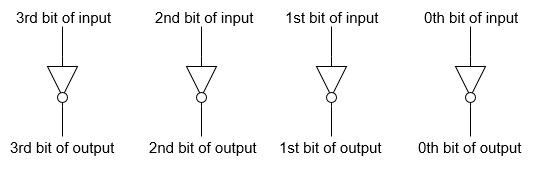 3rd bit of input 2nd bit of input 1st bit of input 0th bit of input
3rd bit of output 2nd bit of output 1st bit of output 0th bit of output